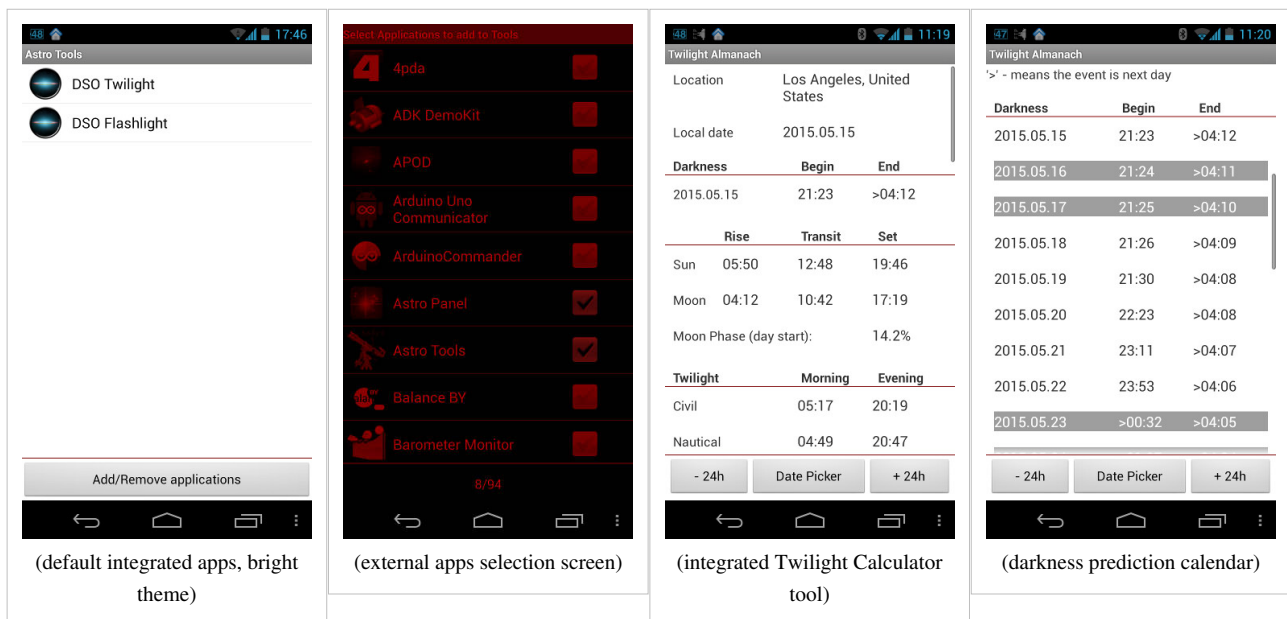 48 17:46
Astro Tools
DSO Twilight
DSO Flashlight
Add/Remove applications
(default integrated apps, bright
theme)
Select Applications to add to Tools
4
4pda
ADK DemoKit
APOD
Arduino Uno
Communicator
ArduinoCommander
Astro Panel
Astro Tools
Balance BY
Barometer Monitor
8/94
(external apps selection screen)
48 11:19
Twilight Almanach
Location Los Angeles, United
States
Local date 2015.05.15
Darkness Begin End
2015.05.15 21:23 >04:12
Rise Transit Set
Sun 05:50 12:48 19:46
Moon 04:12 10:42 17:19
Moon Phase (day start): 14.2%
Twilight Morning Evening
Civil 05:17 20:19
Nautical 04:49 20:47
- 24h Date Picker + 24h
(integrated Twilight Calculator
tool)
47 11:20
Twilight Almanach
'>' - means the event is next day
Darkness Begin End
2015.05.15 21:23 >04:12
2015.05.16 21:24 >04:11
2015.05.17 21:25 >04:10
2015.05.18 21:26 >04:09
2015.05.19 21:30 >04:08
2015.05.20 22:23 >04:08
2015.05.21 23:11 >04:07
2015.05.22 23:53 >04:06
2015.05.23 >00:32 >04:05
- 24h Date Picker + 24h
(darkness prediction calendar)